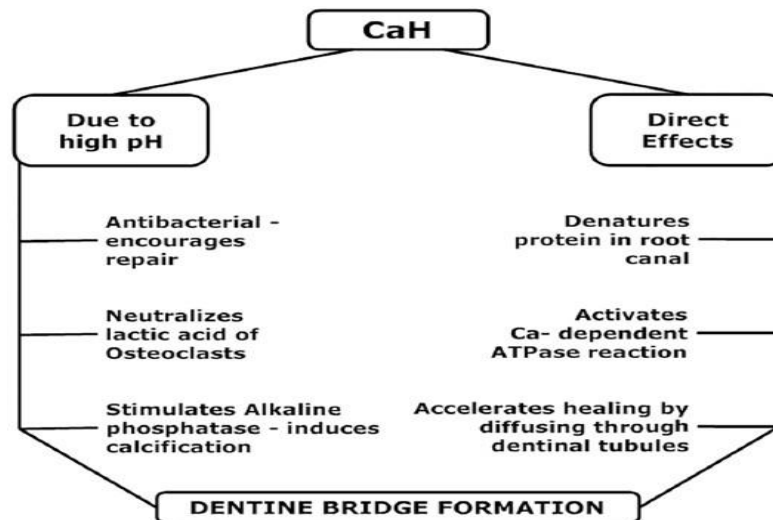 CaH
Due to
high pH
Antibacterial -
encourages
repair
Neutralizes
lactic acid of
Osteoclasts
Stimulates Alkaline
phosphatase - induces
calcification
Direct
Effects
Denatures
protein in root
canal
Activates
Ca- dependent
ATPase reaction
Accelerates healing by
diffusing through
dentinal tubules
DENTINE BRIDGE FORMATION